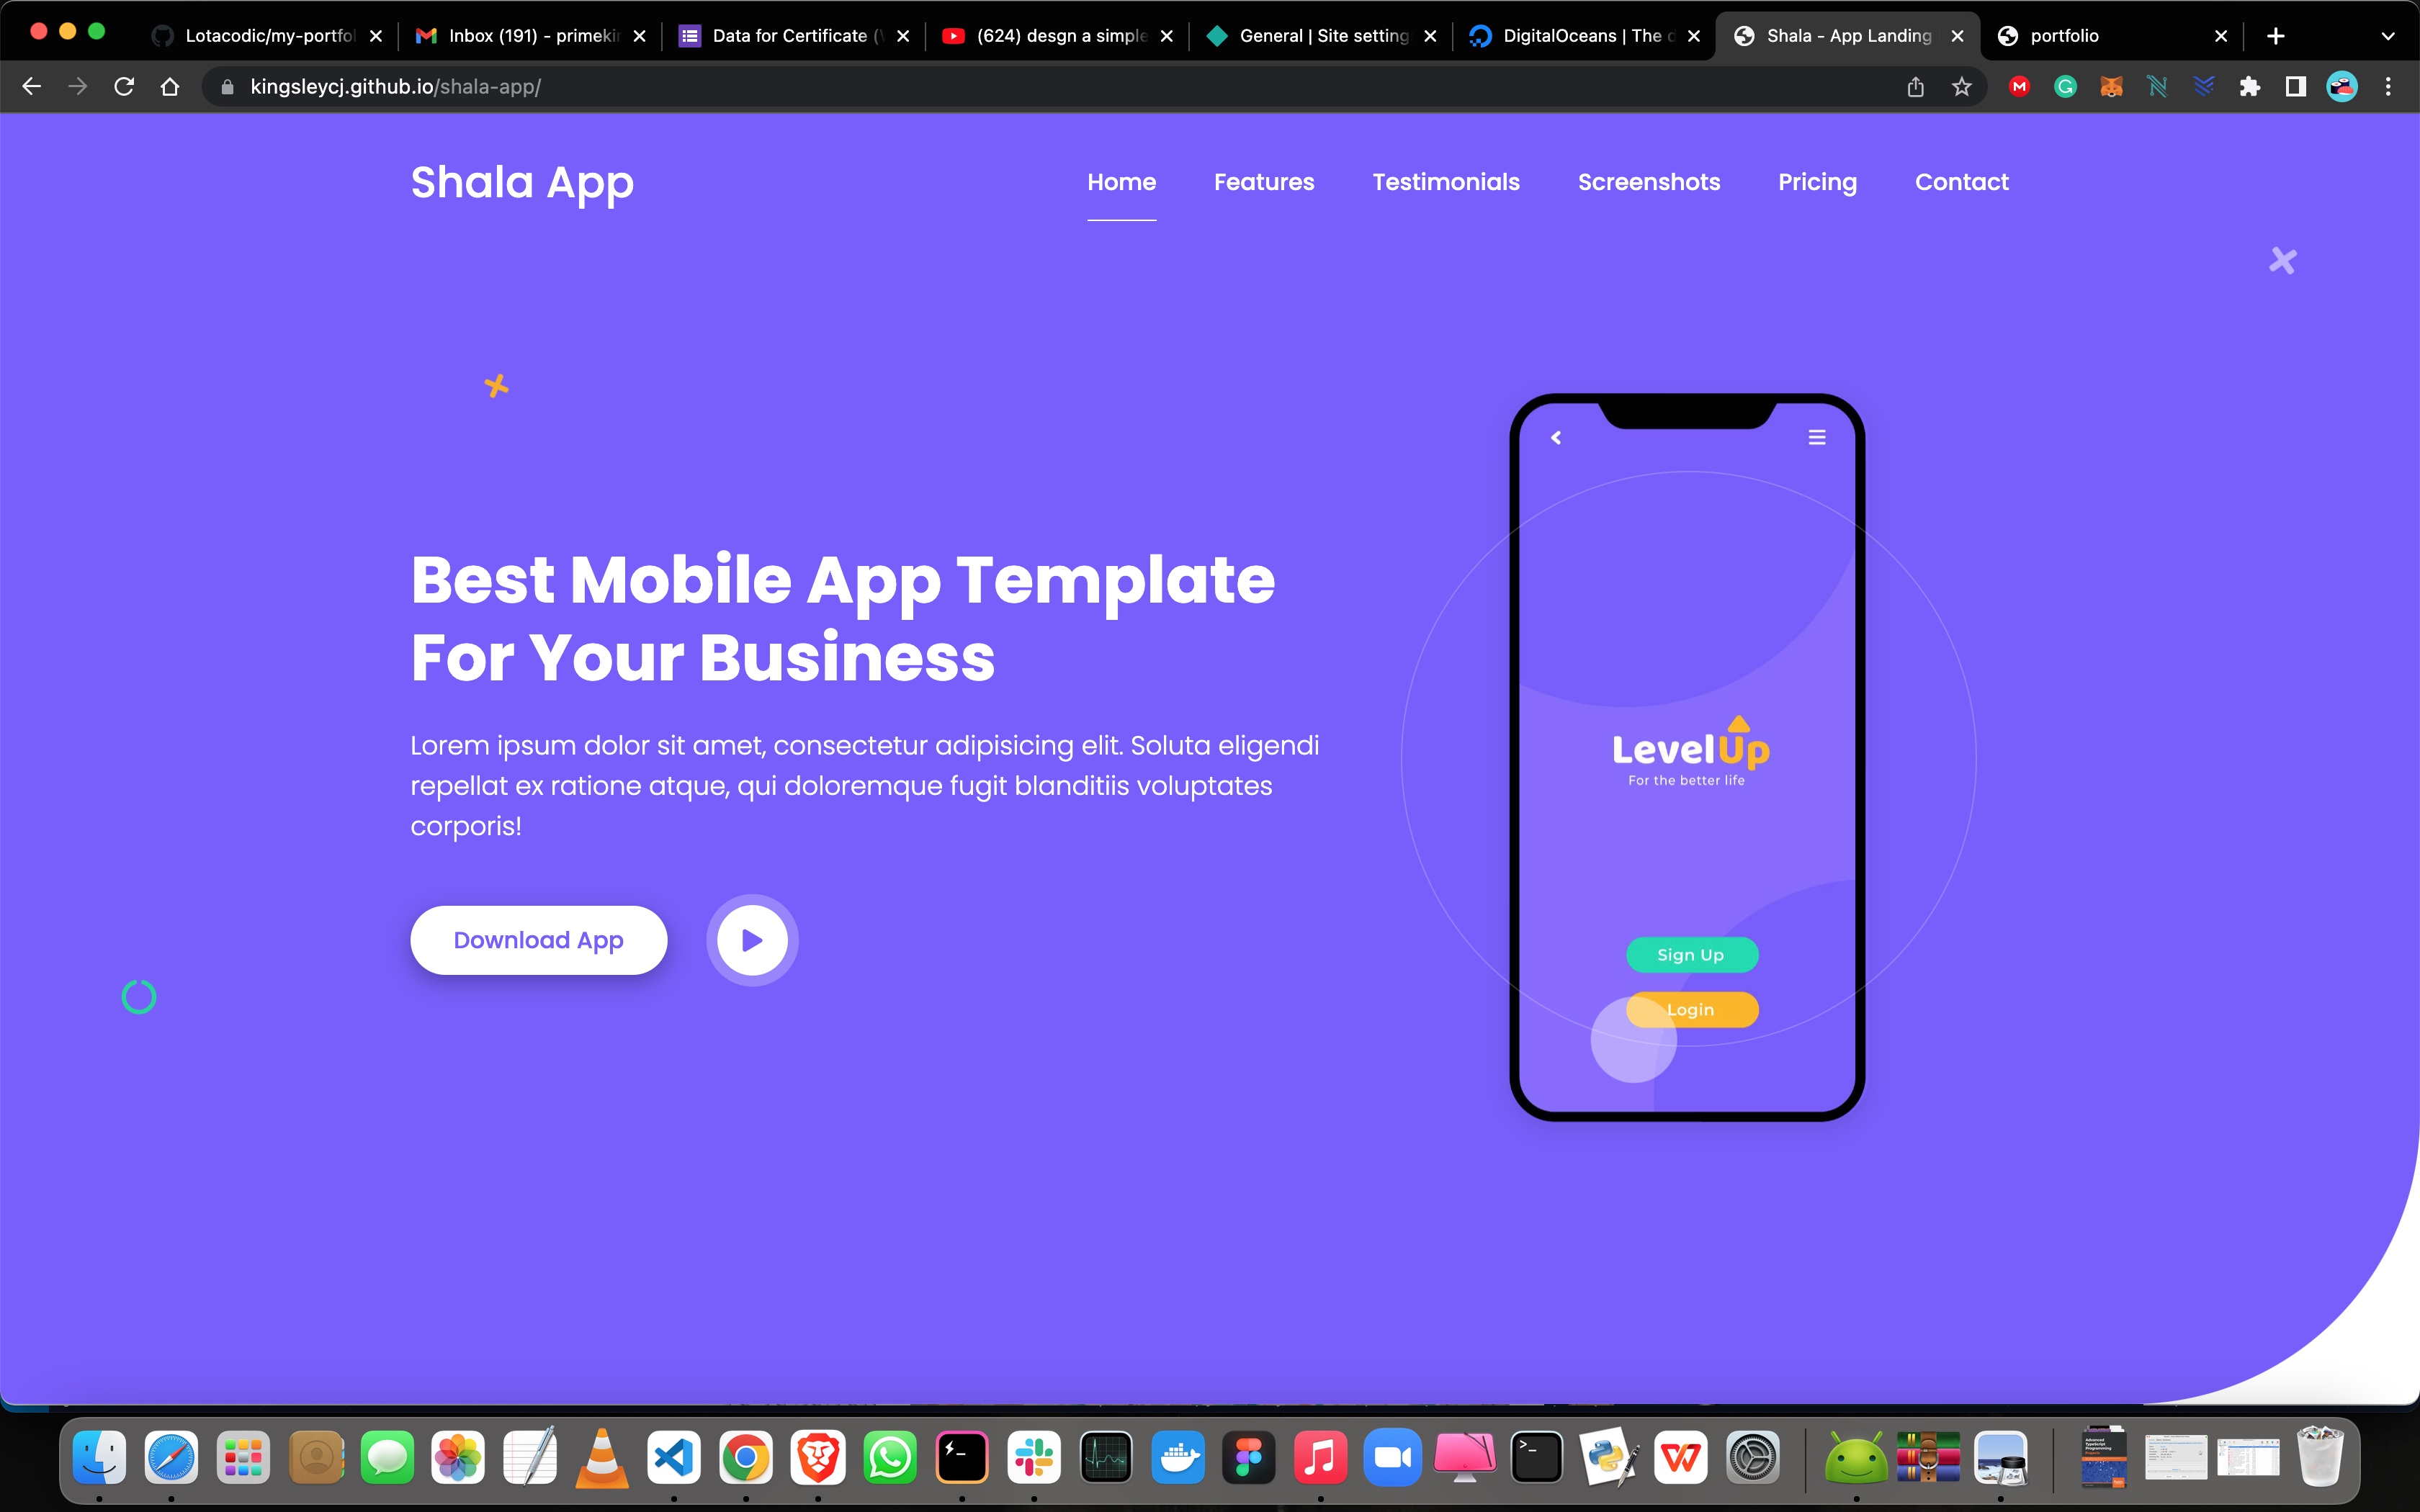 Lotacodic/my-portfol
Inbox (191) - primekin
Data for Certificate (
(624) desgn a simple
General | Site setting
DigitalOceans | The d
Shala - App Landing
portfolio
kingsleycj.github.io/shala-app/
Shala App
Home
Features
Testimonials
Screenshots
Pricing
Contact
Best Mobile App Template
For Your Business
Lorem ipsum dolor sit amet, consectetur adipisicing elit. Soluta eligendi
repellat ex ratione atque, qui doloremque fugit blanditiis voluptates
corporis!
Download App
LevelUp
For the better life
Sign Up
Login